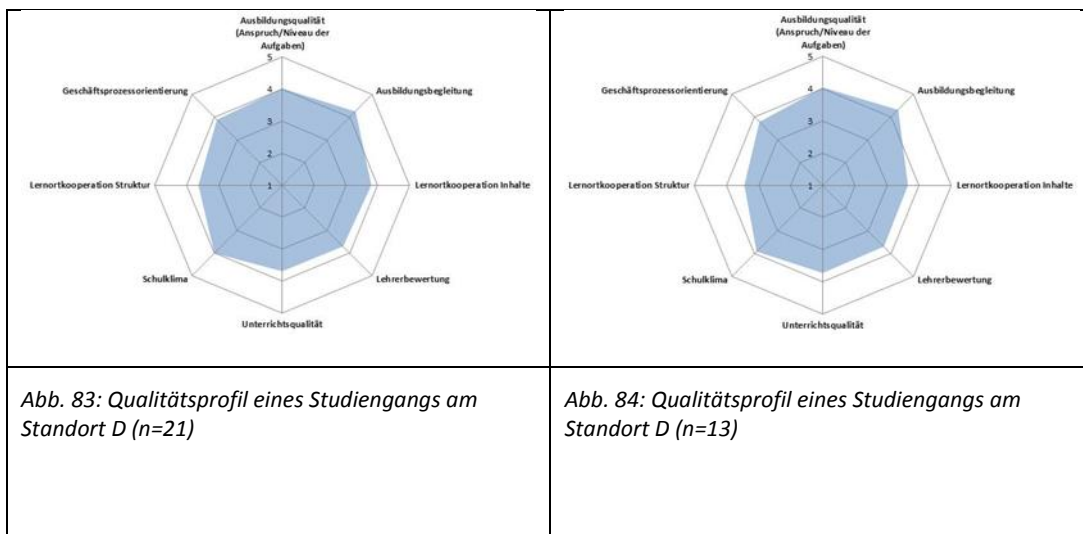 Ausbildungsqualität
(Anspruch/Niveau der
Aufgaben)
5
4
3
2
1
Geschäftsprozessorientierung
Ausbildungsbegleitung
Lernortkooperation Struktur
Lernortkooperation Inhalte
Schulklima
Lehrerbewertung
Unterrichtsqualität
Ausbildungsqualität
(Anspruch/Niveau der
Aufgaben)
5
4
3
2
1
Geschäftsprozessorientierung
Ausbildungsbegleitung
Lernortkooperation Struktur
Lernortkooperation Inhalte
Schulklima
Lehrerbewertung
Unterrichtsqualität
Abb. 83: Qualitätsprofil eines Studiengangs am
Standort D (n=21)
Abb. 84: Qualitätsprofil eines Studiengangs am
Standort D (n=13)